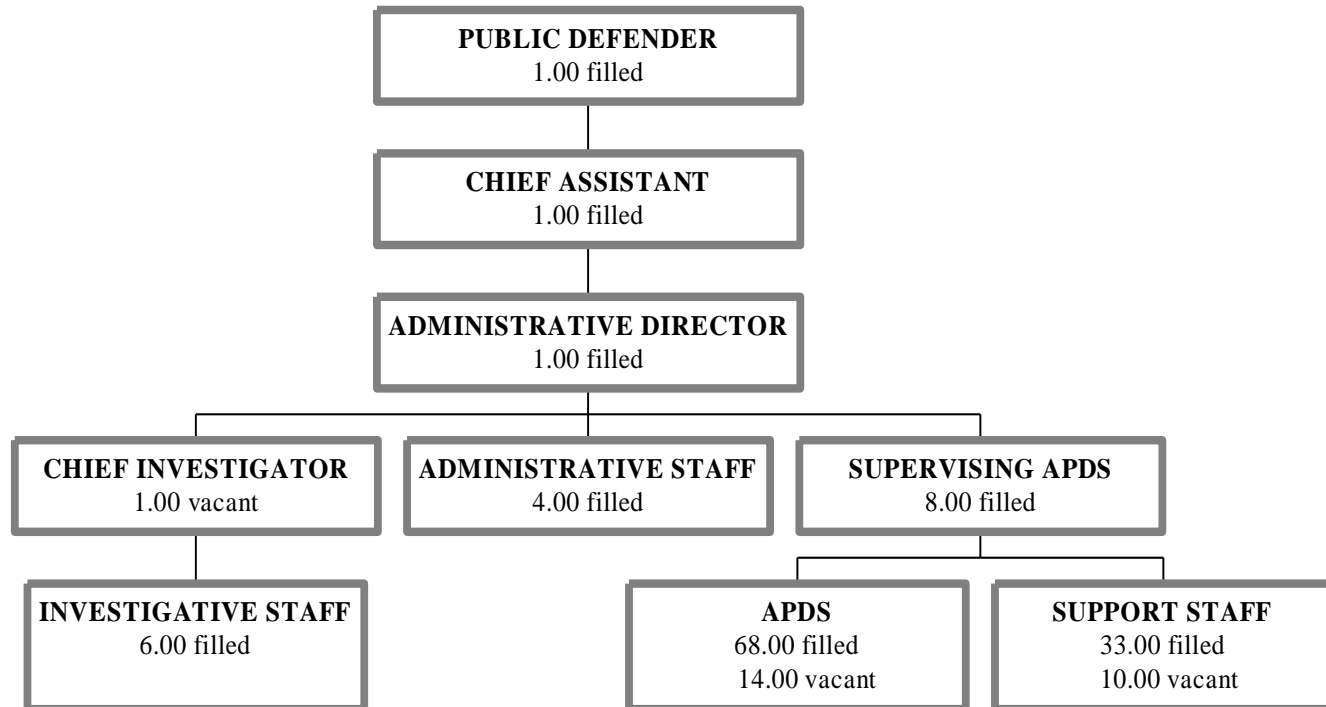 PUBLIC DEFENDER
1.00 filled
CHIEF ASSISTANT
1.00 filled
ADMINISTRATIVE DIRECTOR
1.00 filled
CHIEF INVESTIGATOR
1.00 vacant
ADMINISTRATIVE STAFF
4.00 filled
SUPERVISING APDS
8.00 filled
INVESTIGATIVE STAFF
6.00 filled
APDS
68.00 filled
14.00 vacant
SUPPORT STAFF
33.00 filled
10.00 vacant